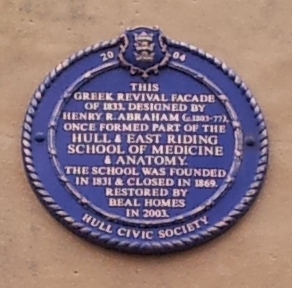 20 04
THIS
GREEK REVIVAL FACADE
OF 1833, DESIGNED BY
HENRY R. ABRAHAM (c.1803-77),
ONCE FORMED PART OF THE
HULL & EAST RIDING
SCHOOL OF MEDICINE
& ANATOMY.
THE SCHOOL WAS FOUNDED
IN 1831 & CLOSED IN 1869.
RESTORED BY
BEAL HOMES
IN 2003.
HULL CIVIC SOCIETY